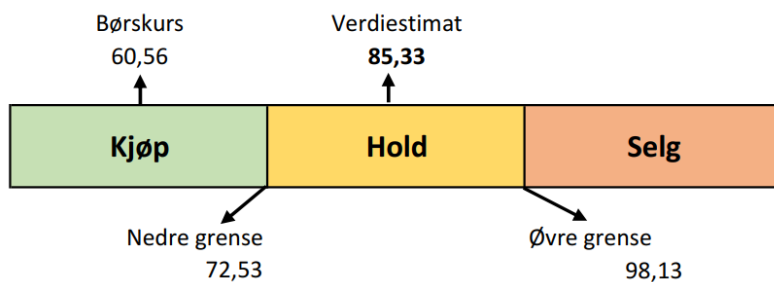 Børskurs
60,56
Verdiestimat
85,33
Kjøp
Hold
Selg
Nedre grense
72,53
Øvre grense
98,13